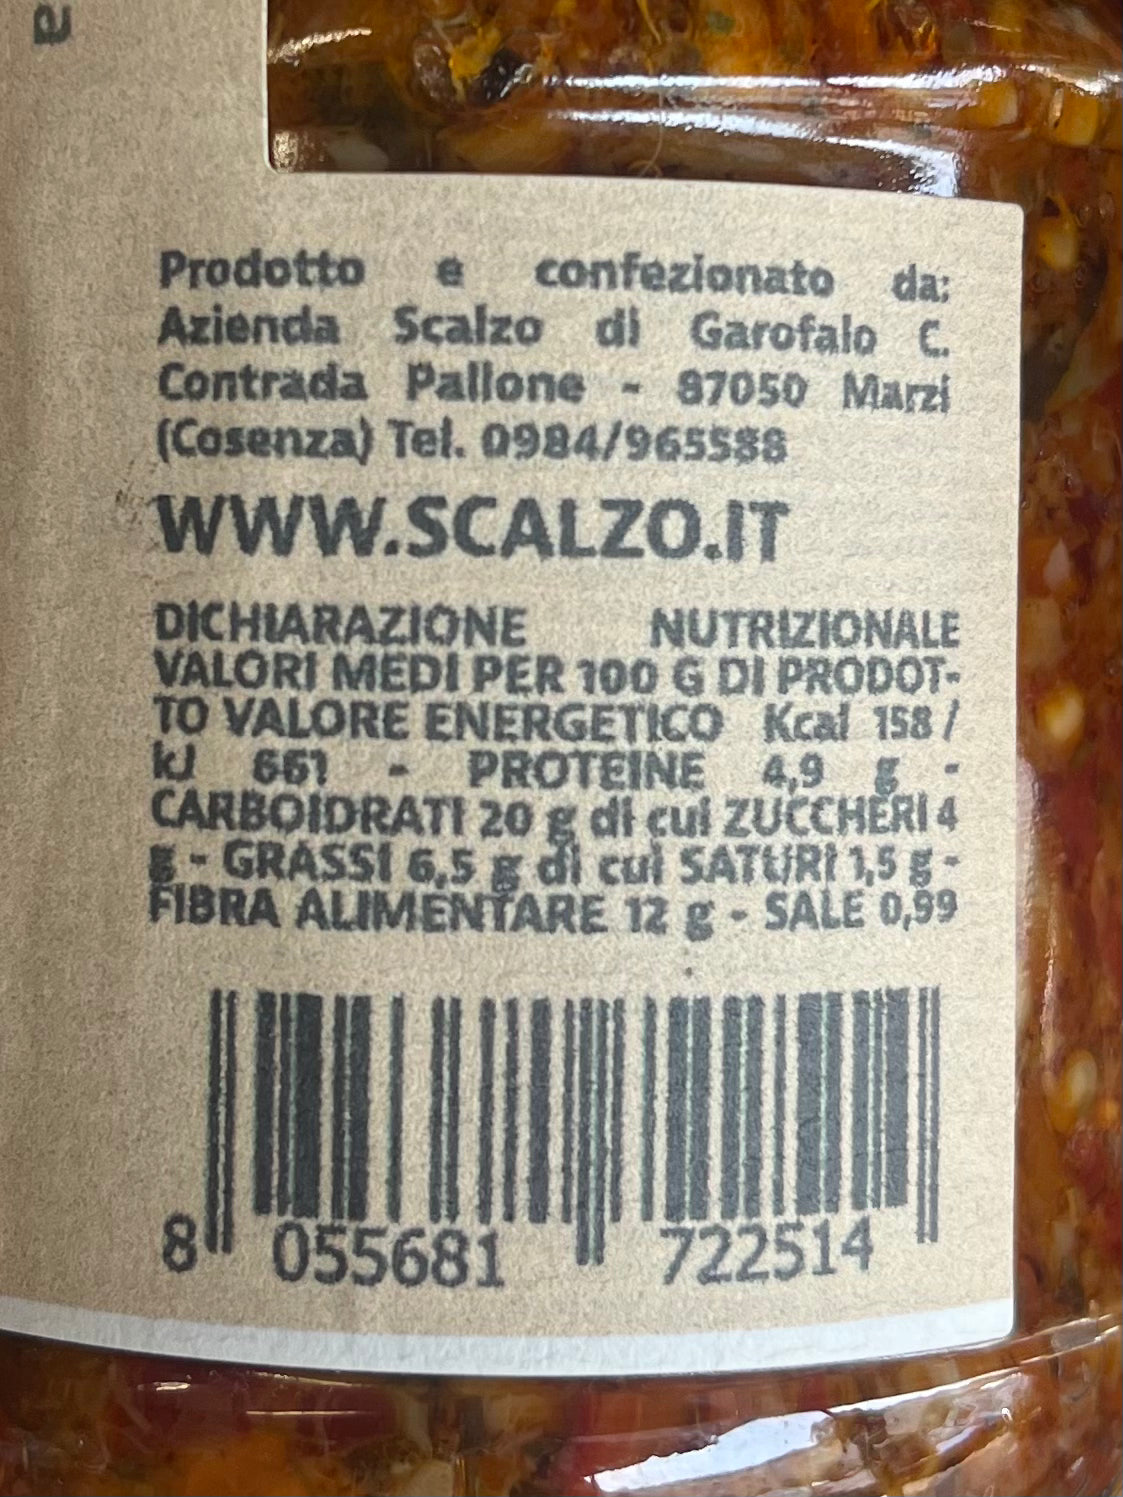 Prodotto e confezionato da:
Azienda Scalzo di Garofalo C.
Contrada Pallone - 87050 Marzi
(Cosenza) Tel. 0984/965588
WWW.SCALZO.IT
DICHIARAZIONE NUTRIZIONALE
VALORI MEDI PER 100 G DI PRODOT-
TO VALORE ENERGETICO Kcal 158 /
kJ 661 - PROTEINE 4,9 g -
CARBOIDRATI 20 g di cui ZUCCHERI 4
g - GRASSI 6,5 g di cui SATURI 1,5 g -
FIBRA ALIMENTARE 12 g - SALE 0,99
8 055681 722514